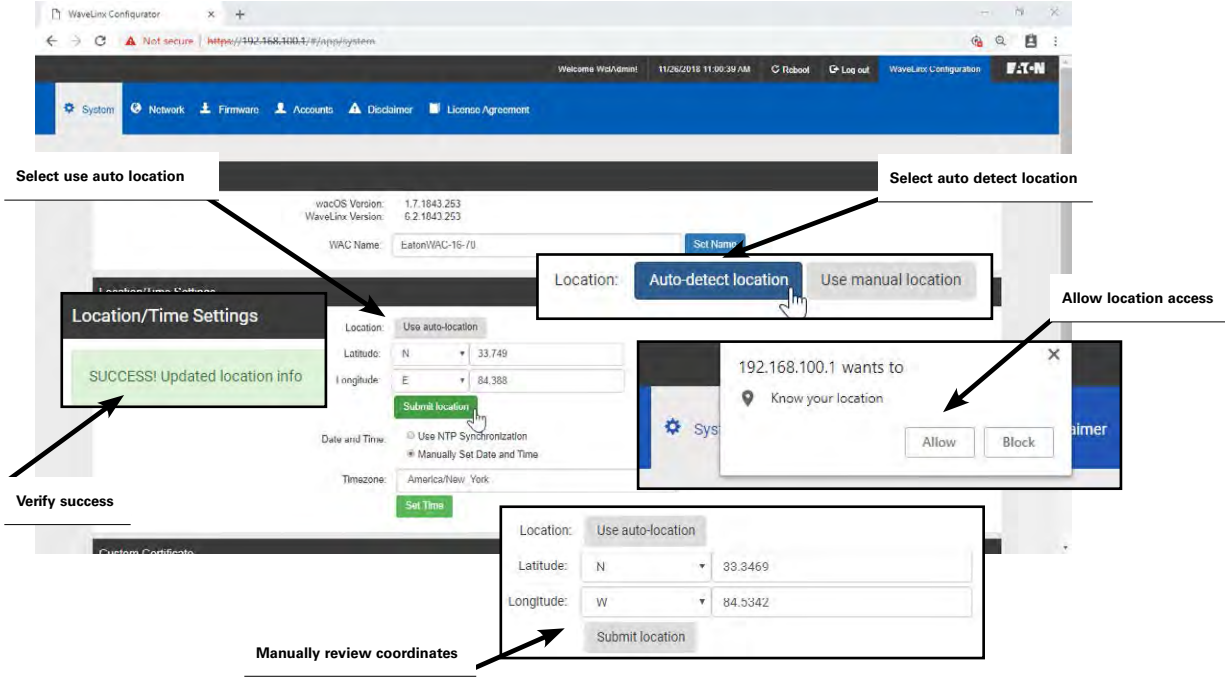 WaveLinx Configurator
Not secure | https://192.168.100.1/#/app/system
Welcome WclAdmin! 11/26/2018 11:00:39 AM Reboot Log out WaveLinx Configuration EATON
System Network Firmware Accounts Disclaimer License Agreement
Select use auto location
Select auto detect location
wacOS Version: 1.7.1843.253
WaveLinx Version: 6.2.1843.253
WAC Name: EatonWAC-16-70 Set Name
Location: Auto-detect location Use manual location
Allow location access
Location/Time Settings
Location/Time Settings
SUCCESS! Updated location info
Location: Use auto-location
Latitude: N 33.749
Longitude: E 84.388
Submit location
Date and Time: Use NTP Synchronization
Manually Set Date and Time
Timezone: America/New_York
Set Time
192.168.100.1 wants to
Know your location
Allow Block
Sys
aimer
Verify success
Custom Certificate
Location: Use auto-location
Latitude: N 33.3469
Longitude: W 84.5342
Submit location
Manually review coordinates